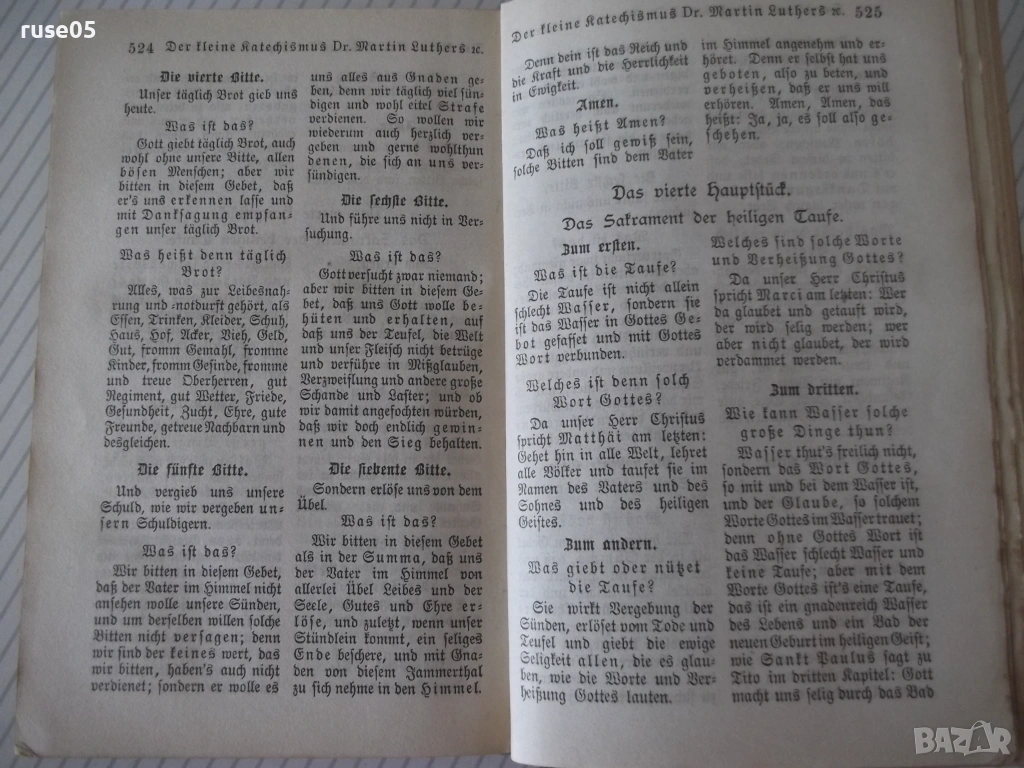 ruse05
524 Der kleine Katechismus Dr. Martin Luthers ꝛc.
Die vierte Bitte.
Unser täglich Brot gieb uns
heute.
Was ist das?
Gott giebt täglich Brot, auch
wohl ohne unsere Bitte, allen
bösen Menschen; aber wir
bitten in diesem Gebet, daß
er's uns erkennen lasse und
mit Danksagung empfan-
gen unser täglich Brot.
Was heißt denn täglich
Brot?
Alles, was zur Leibesnah-
rung und -notdurft gehört, als
Essen, Trinken, Kleider, Schuh,
Haus, Hof, Acker, Vieh, Geld,
Gut, fromm Gemahl, fromme
Kinder, fromm Gesinde, fromme
und treue Oberherren, gut
Regiment, gut Wetter, Friede,
Gesundheit, Zucht, Ehre, gute
Freunde, getreue Nachbarn und
desgleichen.
Die fünfte Bitte.
Und vergieb uns unsere
Schuld, wie wir vergeben un-
sern Schuldigern.
Was ist das?
Wir bitten in diesem Gebet,
daß der Vater im Himmel nicht
ansehen wolle unsere Sünden,
und um derselben willen solche
Bitten nicht versagen; denn
wir sind der keines wert, das
wir bitten, haben's auch nicht
verdienet; sondern er wolle es
uns alles aus Gnaden ge-
ben, denn wir täglich viel sün-
digen und wohl eitel Strafe
verdienen. So wollen wir
wiederum auch herzlich ver-
geben und gerne wohlthun
denen, die sich an uns ver-
sündigen.
Die sechste Bitte.
Und führe uns nicht in Ver-
suchung.
Was ist das?
Gott versucht zwar niemand;
aber wir bitten in diesem Ge-
bet, daß uns Gott wolle be-
hüten und erhalten, auf
daß uns der Teufel, die Welt
und unser Fleisch nicht betrüge
und verführe in Mißglauben,
Verzweiflung und andere große
Schande und Laster; und ob
wir damit angefochten würden,
daß wir doch endlich gewin-
nen und den Sieg behalten.
Die siebente Bitte.
Sondern erlöse uns von dem
Übel.
Was ist das?
Wir bitten in diesem Gebet
als in der Summa, daß uns
der Vater im Himmel von
allerlei Übel Leibes und der
Seele, Gutes und Ehre er-
löse, und zuletzt, wenn unser
Stündlein kommt, ein seliges
Ende beschere, und mit Gna-
den von diesem Jammerthal
zu sich nehme in den Himmel.
Der kleine Katechismus Dr. Martin Luthers ꝛc. 525
Denn dein ist das Reich und
die Kraft und die Herrlichkeit
in Ewigkeit.
Amen.
Was heißt Amen?
Daß ich soll gewiß sein,
solche Bitten sind dem Vater
im Himmel angenehm und er-
höret. Denn er selbst hat uns
geboten, also zu beten, und
verheißen, daß er uns will
erhören. Amen, Amen, das
heißt: Ja, ja, es soll also ge-
schehen.
Das vierte Hauptstück.
Das Sakrament der heiligen Taufe.
Zum ersten.
Was ist die Taufe?
Die Taufe ist nicht allein
schlecht Wasser, sondern sie
ist das Wasser in Gottes Ge-
bot gefasset und mit Gottes
Wort verbunden.
Welches ist denn solch
Wort Gottes?
Da unser Herr Christus
spricht Matthäi am letzten:
Gehet hin in alle Welt, lehret
alle Völker und taufet sie im
Namen des Vaters und des
Sohnes und des heiligen
Geistes.
Zum andern.
Was giebt oder nützet
die Taufe?
Sie wirkt Vergebung der
Sünden, erlöset vom Tode und
Teufel und giebt die ewige
Seligkeit allen, die es glau-
ben, wie die Worte und Ver-
heißung Gottes lauten.
Welches sind solche Worte
und Verheißung Gottes?
Da unser Herr Christus
spricht Marci am letzten: Wer
da glaubet und getauft wird,
der wird selig werden; wer
aber nicht glaubet, der wird
verdammet werden.
Zum dritten.
Wie kann Wasser solche
große Dinge thun?
Wasser thut's freilich nicht,
sondern das Wort Gottes,
so mit und bei dem Wasser ist,
und der Glaube, so solchem
Worte Gottes im Wasser trauet;
denn ohne Gottes Wort ist
das Wasser schlecht Wasser und
keine Taufe; aber mit dem
Worte Gottes ist's eine Taufe,
das ist ein gnadenreich Wasser
des Lebens und ein Bad der
neuen Geburt im heiligen Geist;
wie Sankt Paulus sagt zu
Tito im dritten Kapitel: Gott
macht uns selig durch das Bad
BAZAR